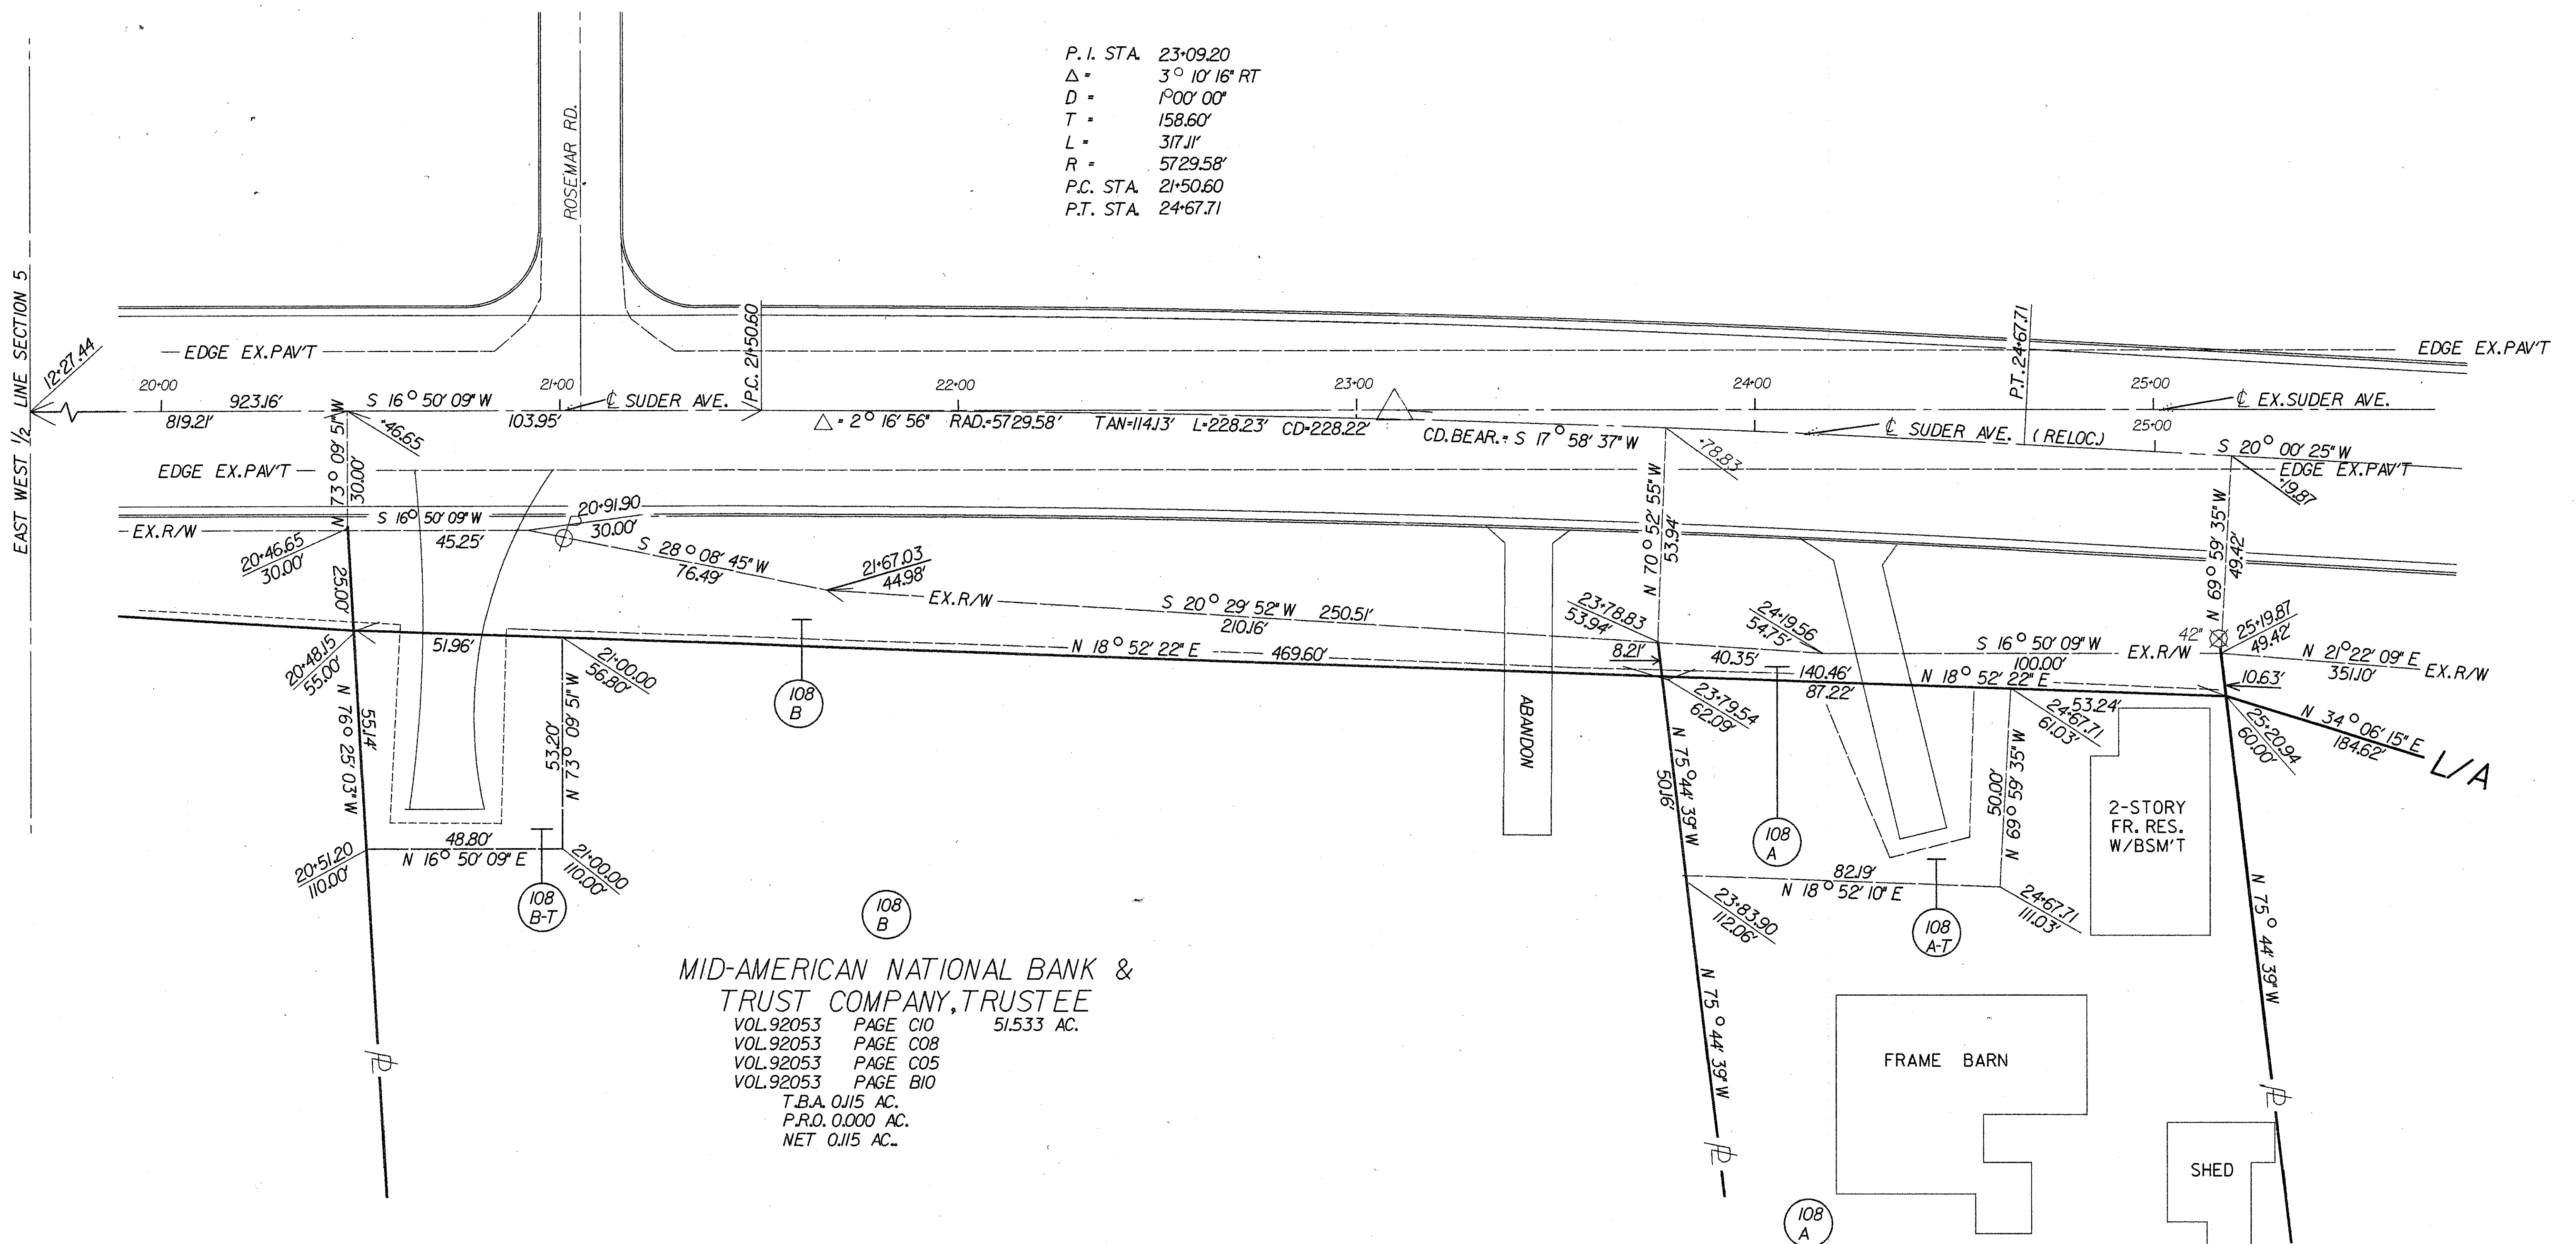 P.I. STA. 23+09.20
Δ = 3° 10' 16" RT
D = 1°00' 00"
T = 158.60'
L = 317.11'
R = 5729.58'
P.C. STA. 21+50.60
P.T. STA. 24+67.71
ROSEMAR RD.
EAST WEST 1/2 LINE SECTION 5
12+27.44
EDGE EX.PAV'T
EDGE EX.PAV'T
P.C. 21+50.60
P.T. 24+67.71
20+00
21+00
22+00
23+00
24+00
25+00
923.16'
S 16° 50' 09" W
℄ SUDER AVE.
℄ EX.SUDER AVE.
819.21'
+46.65
103.95'
Δ = 2° 16' 56" RAD.=5729.58' TAN=114.13' L=228.23' CD=228.22'
CD.BEAR.= S 17° 58' 37" W
℄ SUDER AVE. (RELOC.)
25+00
S 20° 00' 25" W
EDGE EX.PAV'T
+78.83
+19.87
EDGE EX.PAV'T
N 73° 09' 51" W
30.00'
N 70° 52' 55" W
53.94'
N 69° 59' 35" W
49.42'
EX.R/W
S 16° 50' 09" W
45.25'
20+91.90
30.00'
20+46.65
30.00'
S 28° 08' 45" W
76.49'
21+67.03
44.98'
EX.R/W
S 20° 29' 52" W 250.51'
210.16'
23+78.83
53.94'
24+19.56
54.75'
42"
25+19.87
49.42'
25.00'
S 16° 50' 09" W
100.00'
EX.R/W
N 21° 22' 09" E
351.10'
EX.R/W
51.96'
N 18° 52' 22" E
469.60'
8.21'
40.35'
140.46'
87.22'
N 18° 52' 22" E
10.63'
20+48.15
55.00'
21+00.00
56.80'
23+79.54
62.09'
53.24'
24+67.71
61.03'
25+20.94
60.00'
N 34° 06' 15" E
184.62'
L/A
108
B
N 76° 25' 03" W
55.14'
53.20'
N 73° 09' 51" W
ABANDON
N 75° 44' 39" W
50.16'
50.00'
N 69° 59' 35" W
2-STORY
FR. RES.
W/BSM'T
108
A
48.80'
N 16° 50' 09" E
20+51.20
110.00'
21+00.00
110.00'
82.19'
N 18° 52' 10" E
23+83.90
112.06'
24+67.71
111.03'
108
B-T
108
B
108
A-T
N 75° 44' 39" W
N 75° 44' 39" W
MID-AMERICAN NATIONAL BANK &
TRUST COMPANY, TRUSTEE
VOL.92053 PAGE C10 51.533 AC.
VOL.92053 PAGE C08
VOL.92053 PAGE C05
VOL.92053 PAGE B10
T.B.A. 0.115 AC.
P.R.O. 0.000 AC.
NET 0.115 AC..
PL
PL
PL
FRAME BARN
SHED
108
A